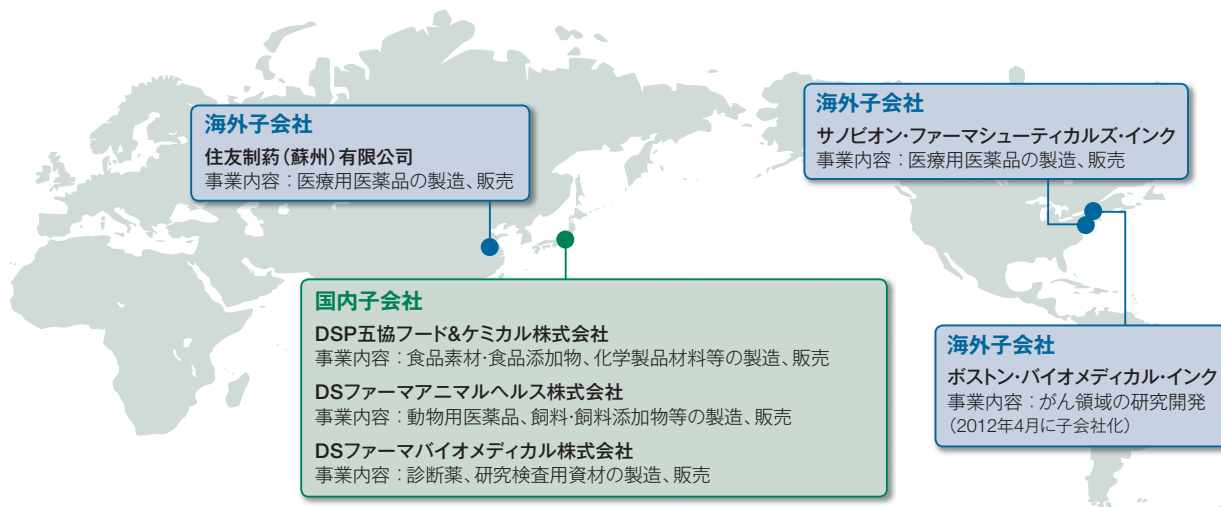 海外子会社
住友制葯(蘇州)有限公司
事業内容：医療用医薬品の製造、販売
海外子会社
サノビオン・ファーマシューティカルズ・インク
事業内容：医療用医薬品の製造、販売
国内子会社
DSP五協フード&ケミカル株式会社
事業内容：食品素材・食品添加物、化学製品材料等の製造、販売
DSファーマアニマルヘルス株式会社
事業内容：動物用医薬品、飼料・飼料添加物等の製造、販売
DSファーマバイオメディカル株式会社
事業内容：診断薬、研究検査用資材の製造、販売
海外子会社
ボストン・バイオメディカル・インク
事業内容：がん領域の研究開発
(2012年4月に子会社化)